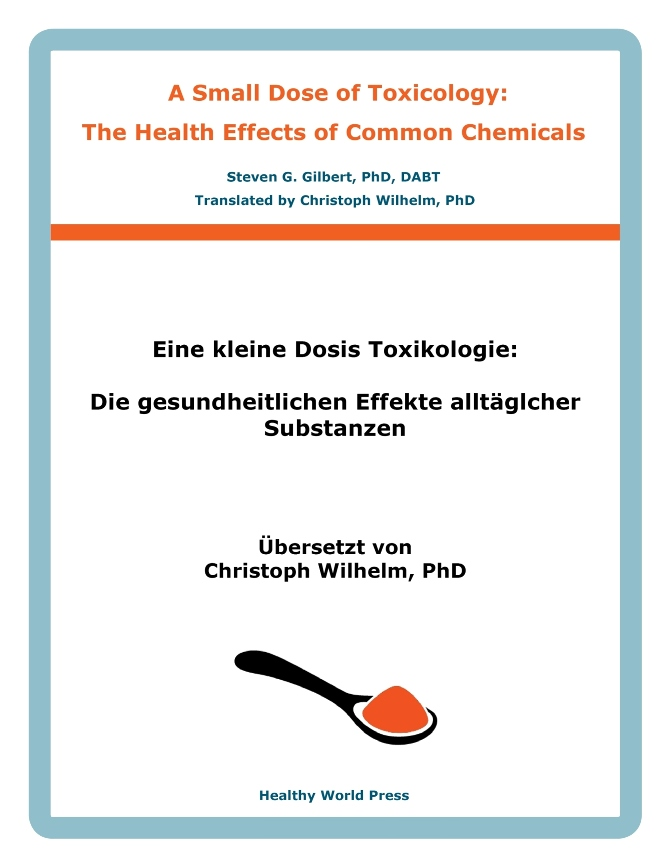 A Small Dose of Toxicology:
The Health Effects of Common Chemicals
Steven G. Gilbert, PhD, DABT
Translated by Christoph Wilhelm, PhD
Eine kleine Dosis Toxikologie:
Die gesundheitlichen Effekte alltäglcher
Substanzen
Übersetzt von
Christoph Wilhelm, PhD
Healthy World Press